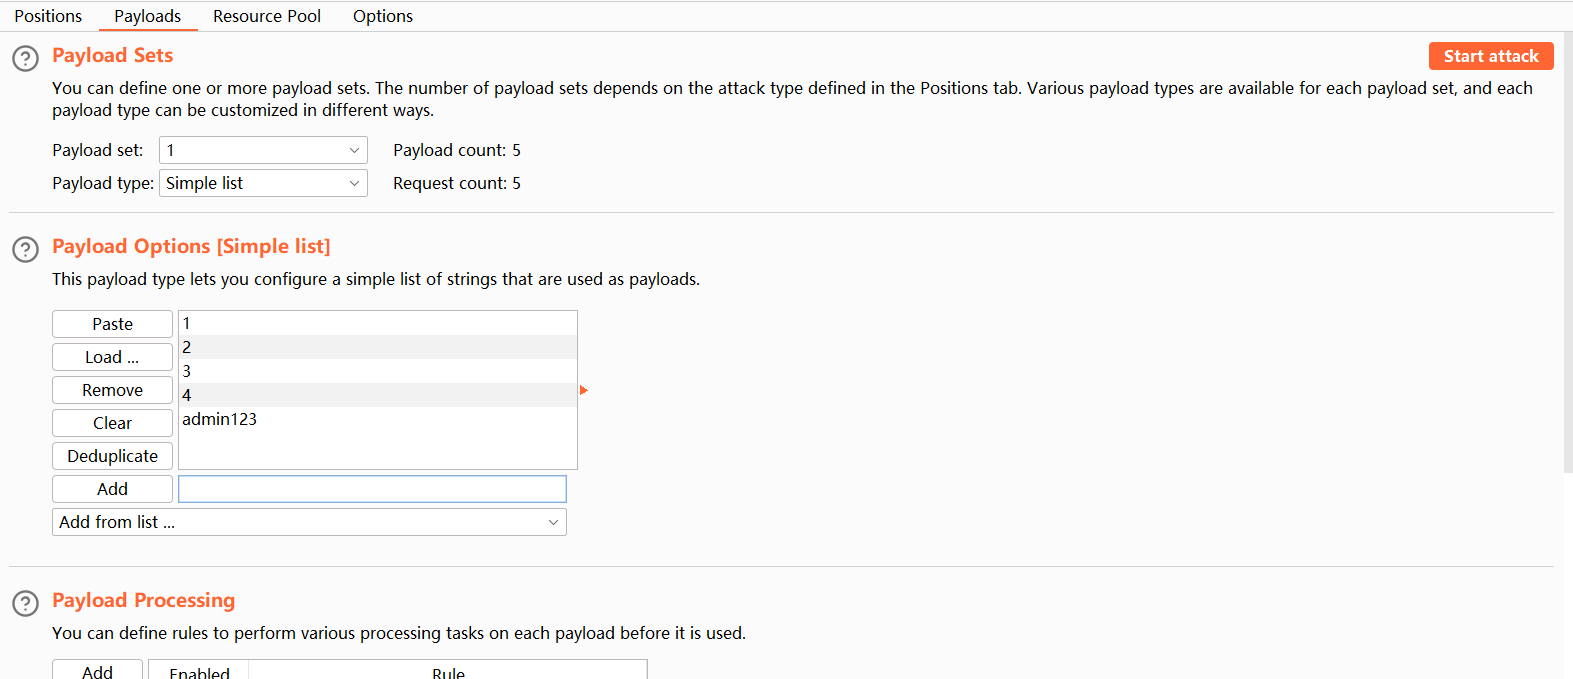 Positions Payloads Resource Pool Options
Payload Sets
Start attack
You can define one or more payload sets. The number of payload sets depends on the attack type defined in the Positions tab. Various payload types are available for each payload set, and each
payload type can be customized in different ways.
Payload set: 1 Payload count: 5
Payload type: Simple list Request count: 5
Payload Options [Simple list]
This payload type lets you configure a simple list of strings that are used as payloads.
Paste 1
2
Load ...
3
Remove 4
Clear admin123
Deduplicate
Add
Add from list ...
Payload Processing
You can define rules to perform various processing tasks on each payload before it is used.
Add Enabled Rule